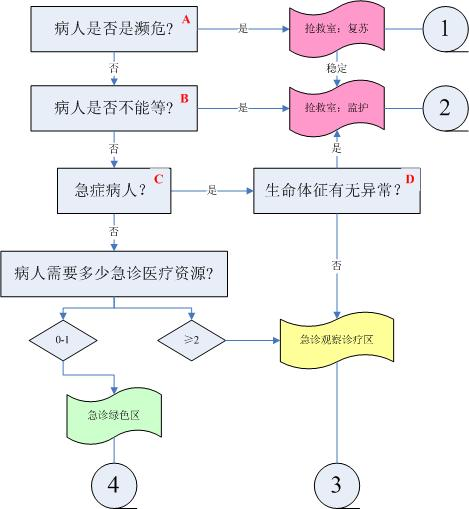 病人是否是濒危？ A
是
抢救室：复苏
1
否
稳定
病人是否不能等？ B
是
抢救室：监护
2
否
是
急症病人？ C
是
生命体征有无异常？ D
否
病人需要多少急诊医疗资源？
否
0-1
≥2
急诊观察诊疗区
急诊绿色区
4
3